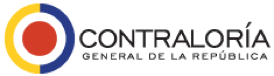 CONTRALORÍA
GENERAL DE LA REPÚBLICA